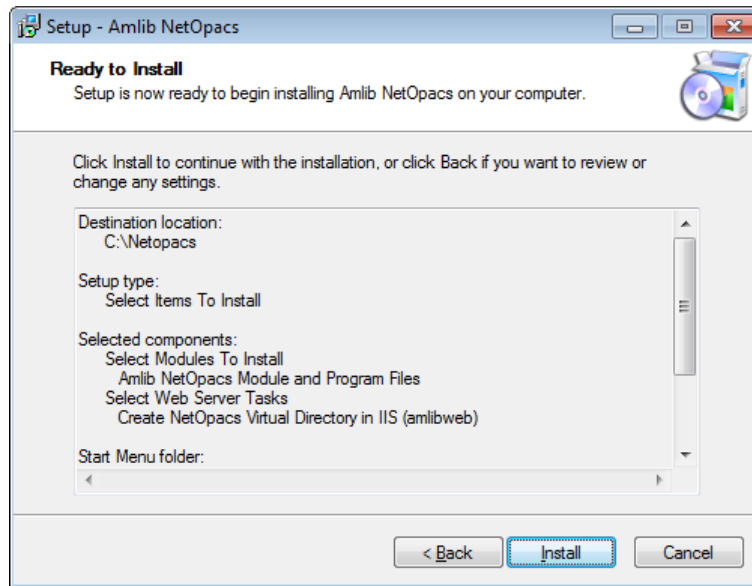 Setup - Amlib NetOpacs
Ready to Install
Setup is now ready to begin installing Amlib NetOpacs on your computer.
Click Install to continue with the installation, or click Back if you want to review or
change any settings.
Destination location:
C:\Netopacs
Setup type:
Select Items To Install
Selected components:
Select Modules To Install
Amlib NetOpacs Module and Program Files
Select Web Server Tasks
Create NetOpacs Virtual Directory in IIS (amlibweb)
Start Menu folder:
< Back
Install
Cancel